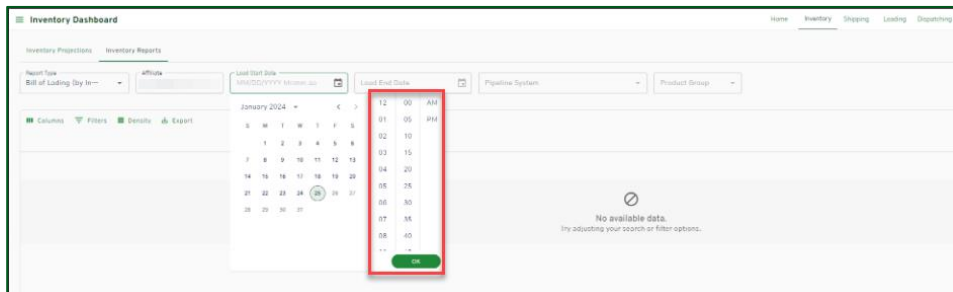 Inventory Dashboard
Home Inventory Shipping Loading Dispatching
Inventory Projections Inventory Reports
Report Type Affiliate Load Start Date
Bill of Lading (by In— MM/DD/YYYY hh:mm aa Load End Date Pipeline System Product Group
January 2024
Columns Filters Density Export
S M T W T F S
1 2 3 4 5 6
7 8 9 10 11 12 13
14 15 16 17 18 19 20
21 22 23 24 25 26 27
28 29 30 31
12 00 AM
01 05 PM
02 10
03 15
04 20
05 25
06 30
07 35
08 40
OK
No available data.
Try adjusting your search or filter options.